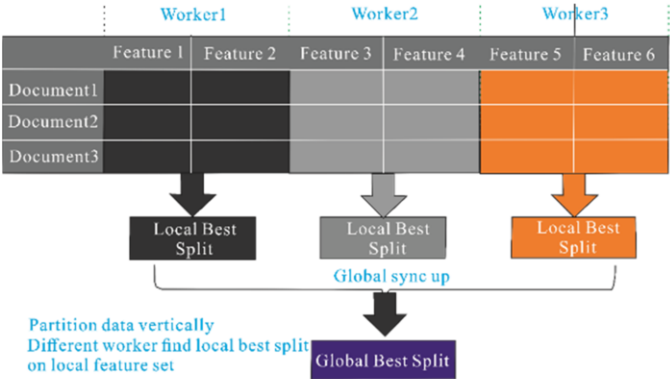 Worker1 Worker2 Worker3
Feature 1 Feature 2 Feature 3 Feature 4 Feature 5 Feature 6
Document1
Document2
Document3
Local Best Split
Local Best Split
Local Best Split
Global sync up
Partition data vertically
Different worker find local best split
on local feature set
Global Best Split